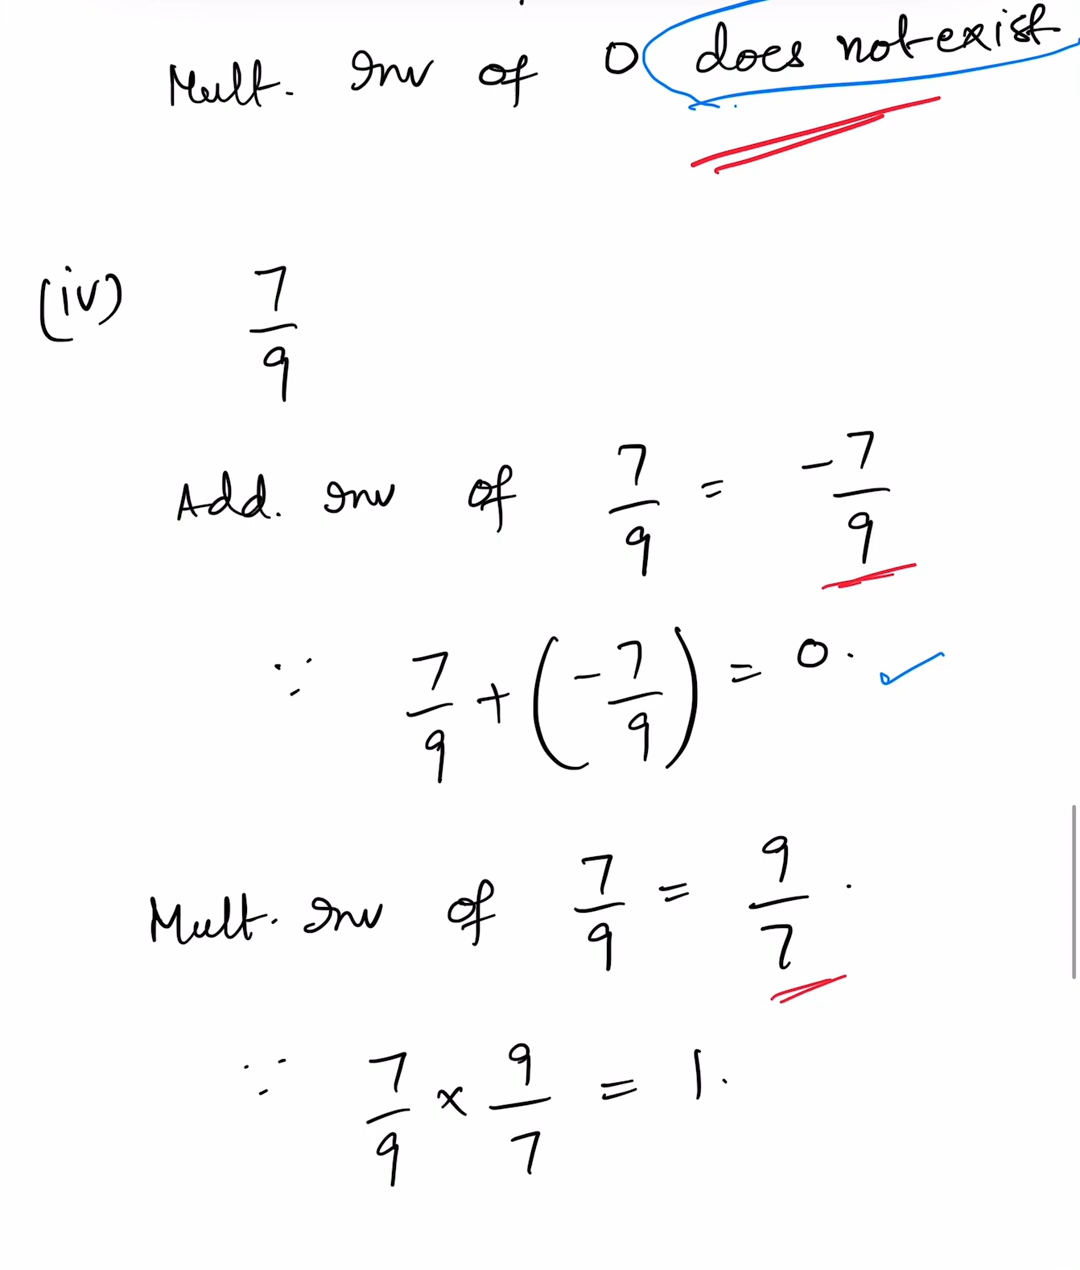 Mult. Inv of 0 does not exist
(iv) 7/9
Add. Inv of 7/9 = -7/9
∵ 7/9 + (-7/9) = 0.
Mult. Inv of 7/9 = 9/7.
∵ 7/9 x 9/7 = 1.